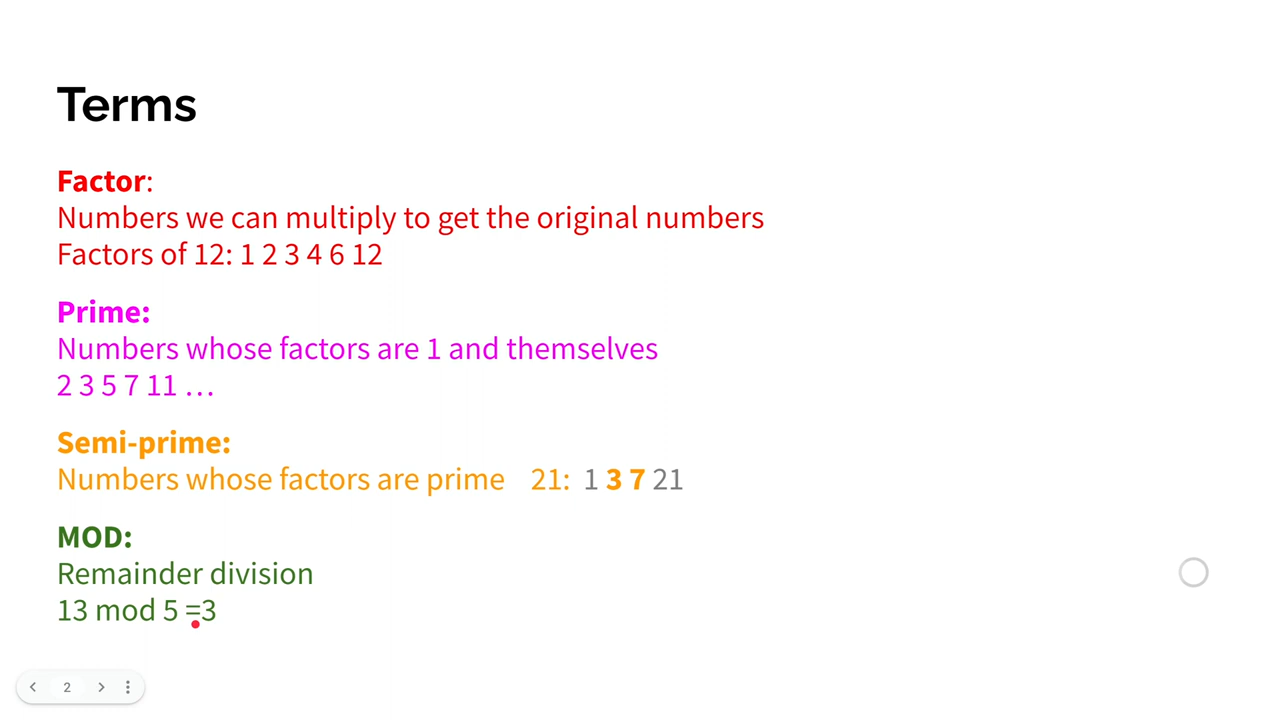 Terms
Factor:
Numbers we can multiply to get the original numbers
Factors of 12: 1 2 3 4 6 12
Prime:
Numbers whose factors are 1 and themselves
2 3 5 7 11 …
Semi-prime:
Numbers whose factors are prime 21: 1 3 7 21
MOD:
Remainder division
13 mod 5 =3
2